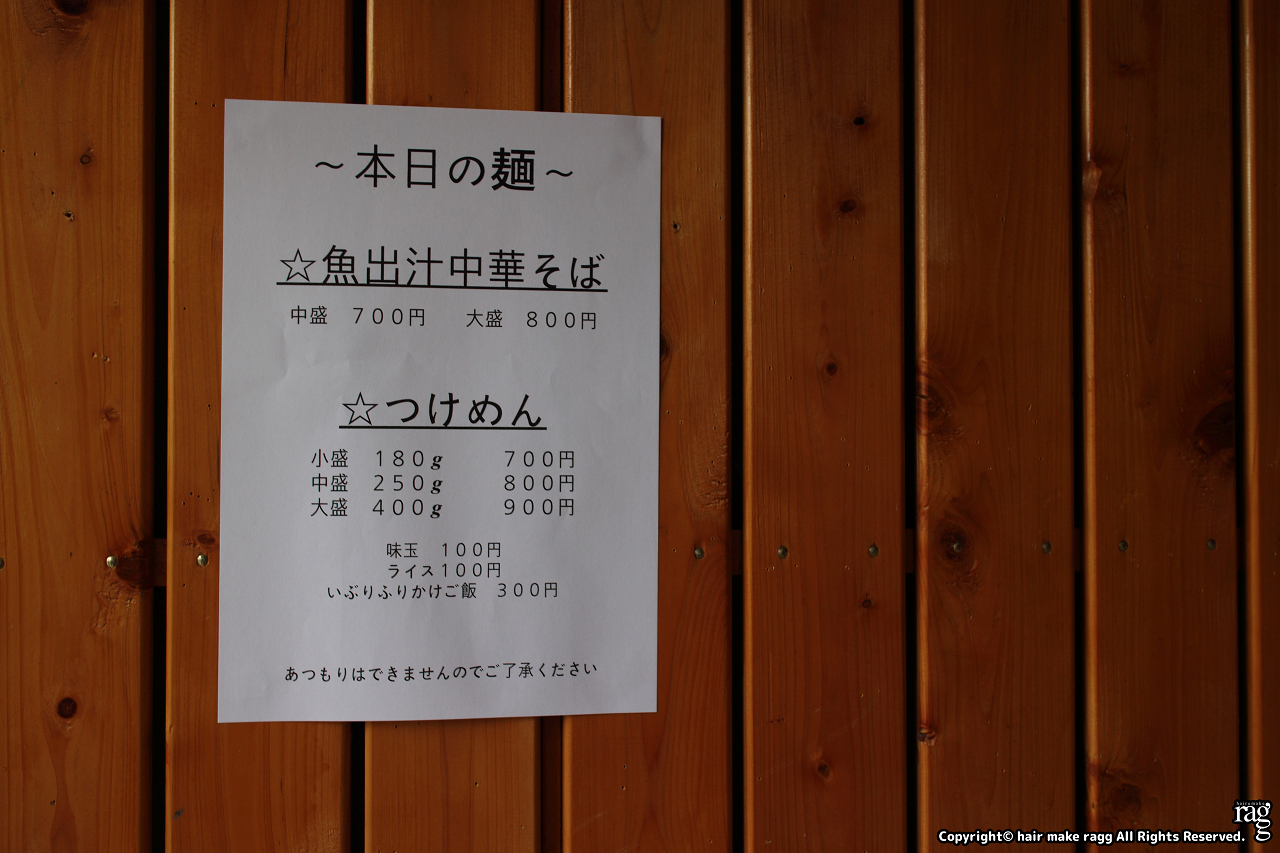 ～本日の麺～
☆魚出汁中華そば
中盛　７００円　　大盛　８００円
☆つけめん
小盛　１８０g　　　７００円
中盛　２５０g　　　８００円
大盛　４００g　　　９００円
味玉　１００円
ライス１００円
いぶりふりかけご飯　３００円
あつもりはできませんのでご了承ください
hair make
ragg
Copyright© hair make ragg All Rights Reserved.